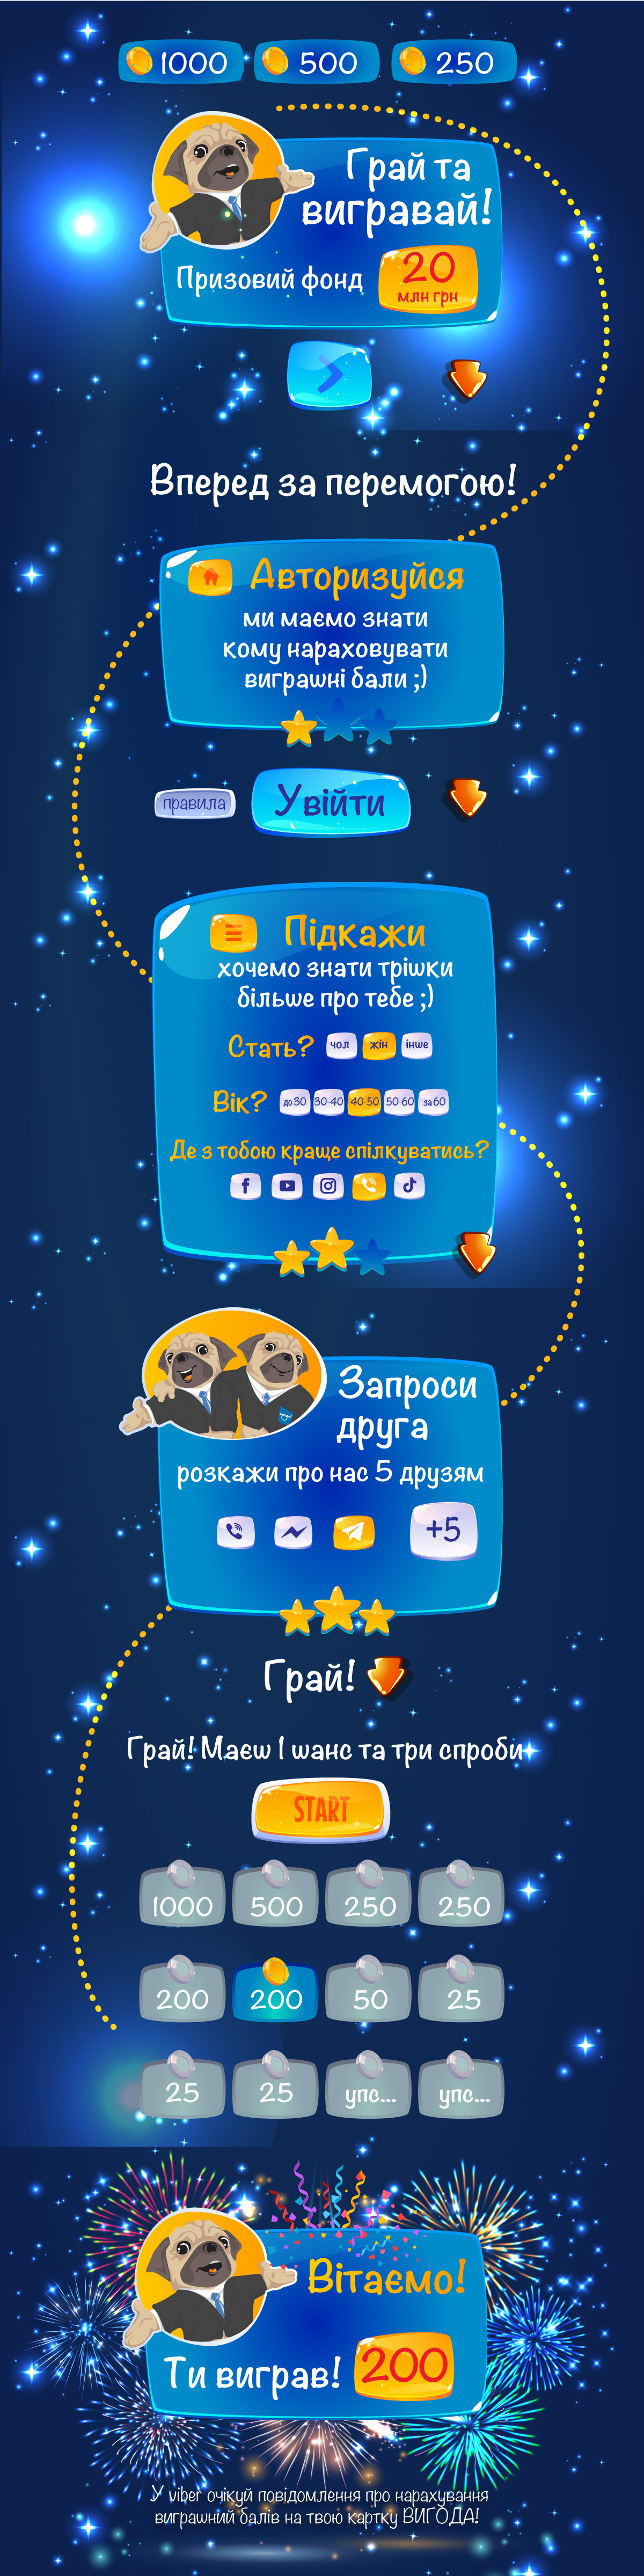 1000 500 250
Грай та
вигравай!
Призовий фонд 20
млн грн
Вперед за перемогою!
Авторизуйся
ми маємо знати
кому нараховувати
виграшні бали ;)
правила Увійти
Підкажи
хочемо знати трішки
більше про тебе ;)
Стать? чол жін інше
Вік? до 30 30-40 40-50 50-60 за 60
Де з тобою краще спілкуватись?
Запроси
друга
розкажи про нас 5 друзям
+5
Грай!
Грай! Маєш 1 шанс та три спроби
START
1000 500 250 250
200 200 50 25
25 25 упс... упс...
Вітаємо!
Ти виграв! 200
У viber очікуй повідомлення про нарахування
виграшний балів на твою картку ВИГОДА!